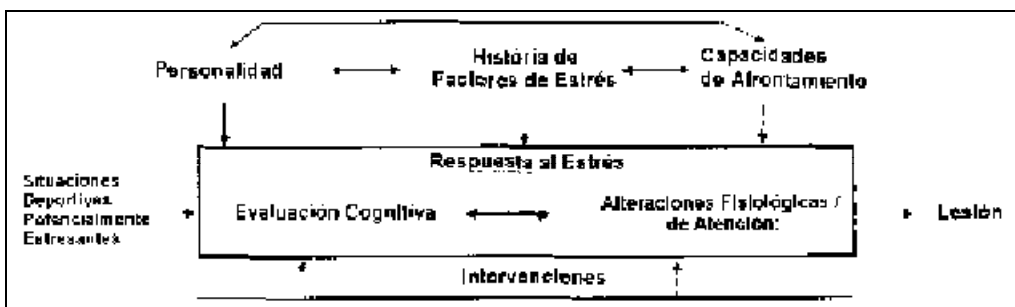 Personalidad
História de
Factores de Estrés
Capacidades
de Afrontamiento
Respuesta al Estrés
Situaciones
Deportivas
Potencialmente
Estresantes
Evaluación Cognitiva
Alteraciones Fisiológicas /
de Atención:
Lesión
Intervenciones